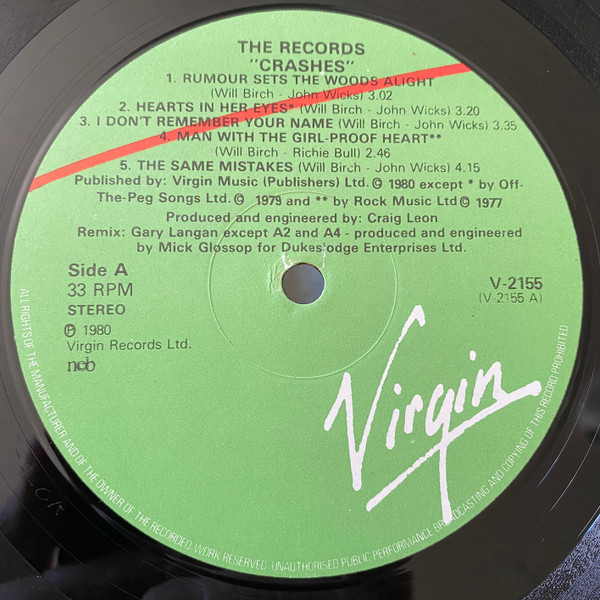 THE RECORDS
"CRASHES"
1. RUMOUR SETS THE WOODS ALIGHT
(Will Birch - John Wicks) 3.02
2. HEARTS IN HER EYES* (Will Birch - John Wicks) 3.20
3. I DON'T REMEMBER YOUR NAME (Will Birch - John Wicks) 3.35
4. MAN WITH THE GIRL-PROOF HEART**
(Will Birch - Richie Bull) 2.46
5. THE SAME MISTAKES (Will Birch - John Wicks) 4.15
Published by: Virgin Music (Publishers) Ltd. © 1980 except * by Off-
The-Peg Songs Ltd. © 1979 and ** by Rock Music Ltd © 1977
Produced and engineered by: Craig Leon
Remix: Gary Langan except A2 and A4 - produced and engineered
by Mick Glossop for Dukeslodge Enterprises Ltd.
Side A
33 RPM
STEREO
℗ 1980
Virgin Records Ltd.
ncb
V-2155
(V-2155 A)
Virgin
ALL RIGHTS OF THE MANUFACTURER AND OF THE OWNER OF THE RECORDED WORK RESERVED. UNAUTHORISED PUBLIC PERFORMANCE BROADCASTING AND COPYING OF THIS RECORD PROHIBITED